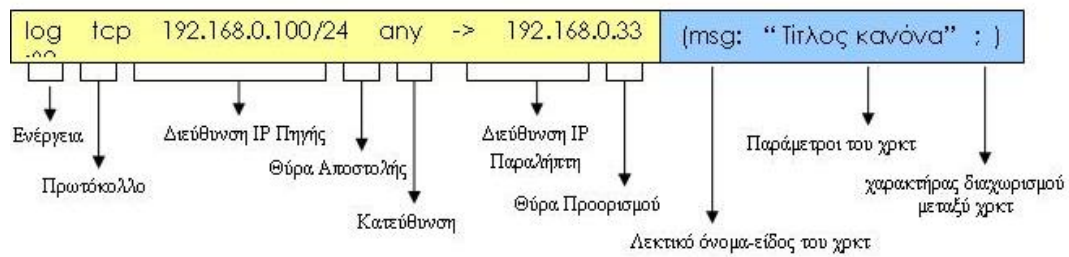 log tcp 192.168.0.100/24 any -> 192.168.0.33 (msg: “Τίτλος κανόνα” ; )
Ενέργεια
Διεύθυνση IP Πηγής
Διεύθυνση IP
Παραλήπτη
Παράμετροι του χρκτ
Θύρα Αποστολής
Πρωτόκολλο
χαρακτήρας διαχωρισμού
μεταξύ χρκτ
Θύρα Προορισμού
Κατεύθυνση
Λεκτικό όνομα-είδος του χρκτ